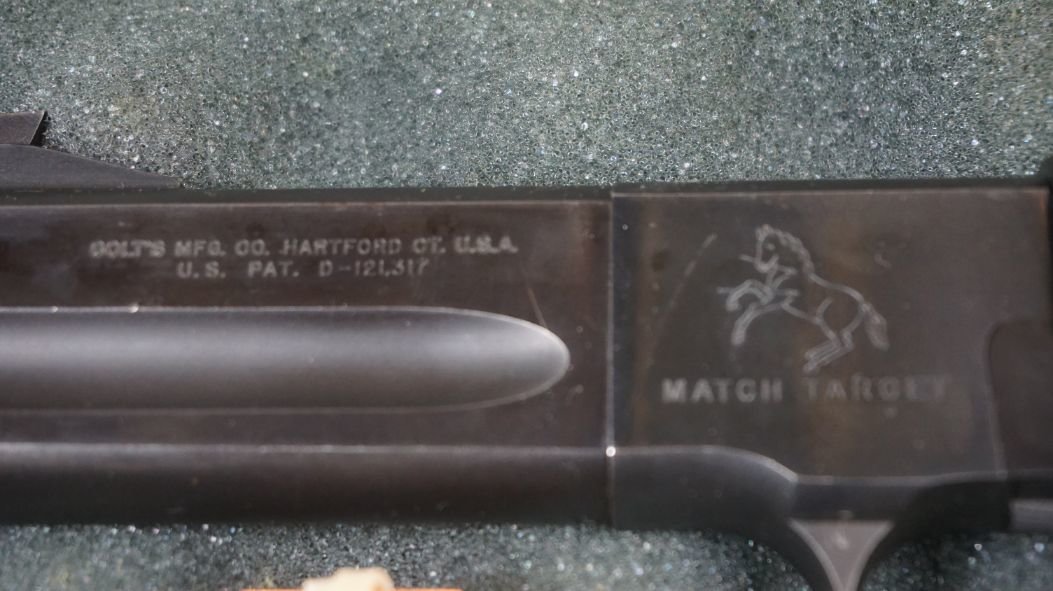 COLT'S MFG. CO. HARTFORD CT. U.S.A.
U.S. PAT. D-121,317
MATCH TARGET